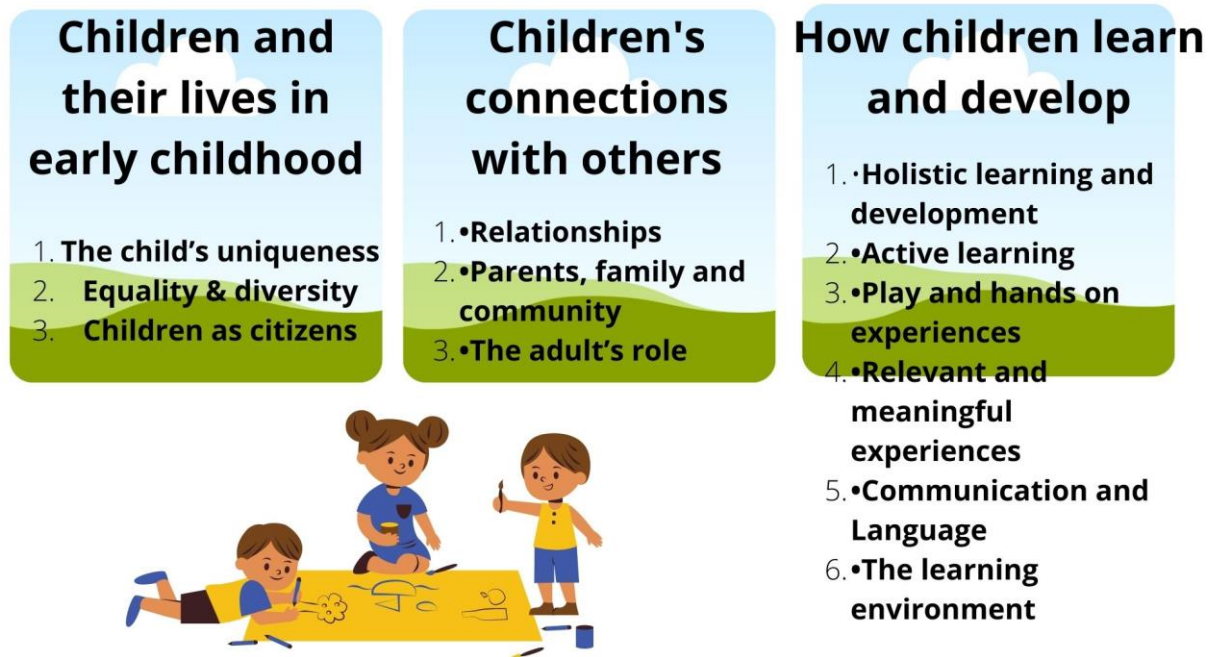 Children and
their lives in
early childhood
1. The child’s uniqueness
2. Equality & diversity
3. Children as citizens
Children's
connections
with others
1. •Relationships
2. •Parents, family and
community
3. •The adult’s role
How children learn
and develop
1. ·Holistic learning and
development
2. •Active learning
3. •Play and hands on
experiences
4. •Relevant and
meaningful
experiences
5. •Communication and
Language
6. •The learning
environment